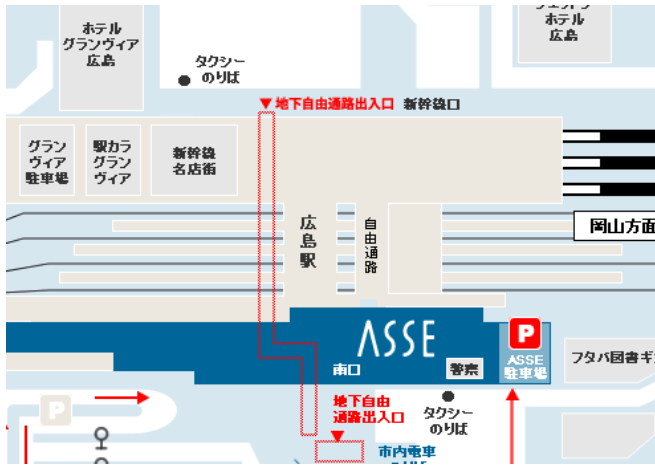 ホテル
グランヴィア
広島
ホテル
広島
タクシー
のりば
▼地下自由通路出入口 新幹線口
グラン
ヴィア
駐車場
駅カラ
グラン
ヴィア
新幹線
名店街
広島駅
自由通路
岡山方面
ASSE
南口
警察
P
ASSE
駐車場
フタバ図書ギ
P
地下自由
通路出入口
▼
タクシー
のりば
市内電車